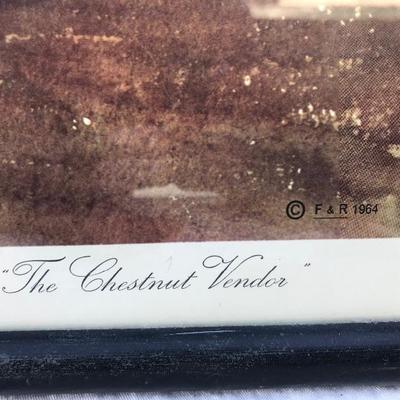 © F & R 1964
"The Chestnut Vendor"